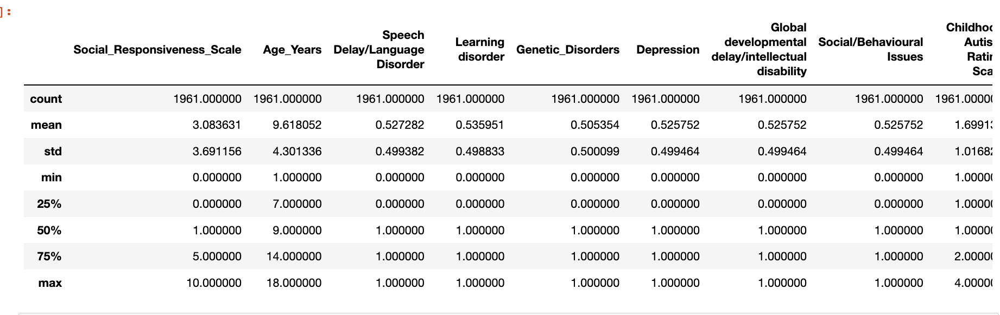 ]:
Social_Responsiveness_Scale Age_Years Speech Delay/Language Disorder Learning disorder Genetic_Disorders Depression Global developmental delay/intellectual disability Social/Behavioural Issues
count 1961.000000 1961.000000 1961.000000 1961.000000 1961.000000 1961.000000 1961.000000 1961.000000 1961.0000
mean 3.083631 9.618052 0.527282 0.535951 0.505354 0.525752 0.525752 0.525752 1.6991
std 3.691156 4.301336 0.499382 0.498833 0.500099 0.499464 0.499464 0.499464 1.0168
min 0.000000 1.000000 0.000000 0.000000 0.000000 0.000000 0.000000 0.000000 1.0000
25% 0.000000 7.000000 0.000000 0.000000 0.000000 0.000000 0.000000 0.000000 1.0000
50% 1.000000 9.000000 1.000000 1.000000 1.000000 1.000000 1.000000 1.000000 1.0000
75% 5.000000 14.000000 1.000000 1.000000 1.000000 1.000000 1.000000 1.000000 2.0000
max 10.000000 18.000000 1.000000 1.000000 1.000000 1.000000 1.000000 1.000000 4.0000